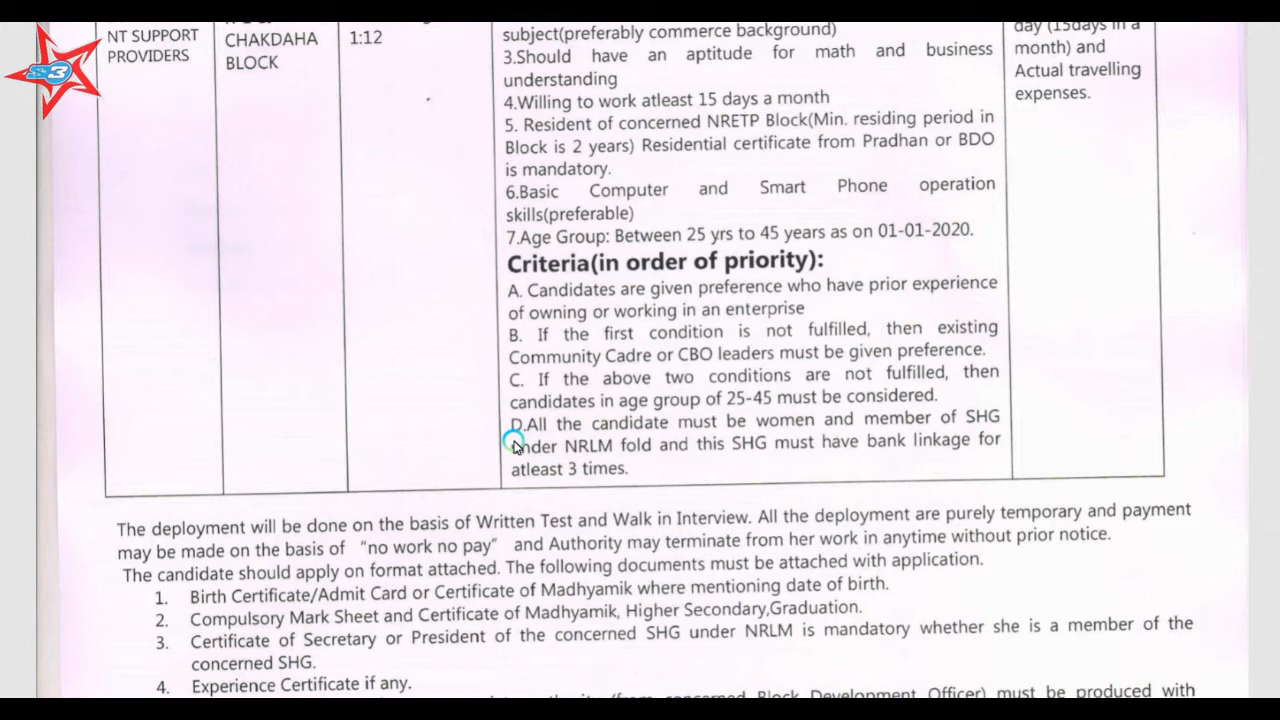 S3
NT SUPPORT
PROVIDERS
CHAKDAHA
BLOCK
1:12
subject(preferably commerce background)
3.Should have an aptitude for math and business
understanding
4.Willing to work atleast 15 days a month
5. Resident of concerned NRETP Block(Min. residing period in
Block is 2 years) Residential certificate from Pradhan or BDO
is mandatory.
6.Basic Computer and Smart Phone operation
skills(preferable)
7.Age Group: Between 25 yrs to 45 years as on 01-01-2020.
Criteria(in order of priority):
A. Candidates are given preference who have prior experience
of owning or working in an enterprise
B. If the first condition is not fulfilled, then existing
Community Cadre or CBO leaders must be given preference.
C. If the above two conditions are not fulfilled, then
candidates in age group of 25-45 must be considered.
D.All the candidate must be women and member of SHG
under NRLM fold and this SHG must have bank linkage for
atleast 3 times.
day (15days in a
month) and
Actual travelling
expenses.
The deployment will be done on the basis of Written Test and Walk in Interview. All the deployment are purely temporary and payment
may be made on the basis of "no work no pay" and Authority may terminate from her work in anytime without prior notice.
The candidate should apply on format attached. The following documents must be attached with application.
1. Birth Certificate/Admit Card or Certificate of Madhyamik where mentioning date of birth.
2. Compulsory Mark Sheet and Certificate of Madhyamik, Higher Secondary,Graduation.
3. Certificate of Secretary or President of the concerned SHG under NRLM is mandatory whether she is a member of the
concerned SHG.
4. Experience Certificate if any.
(from concerned Block Development Officer) must be produced with